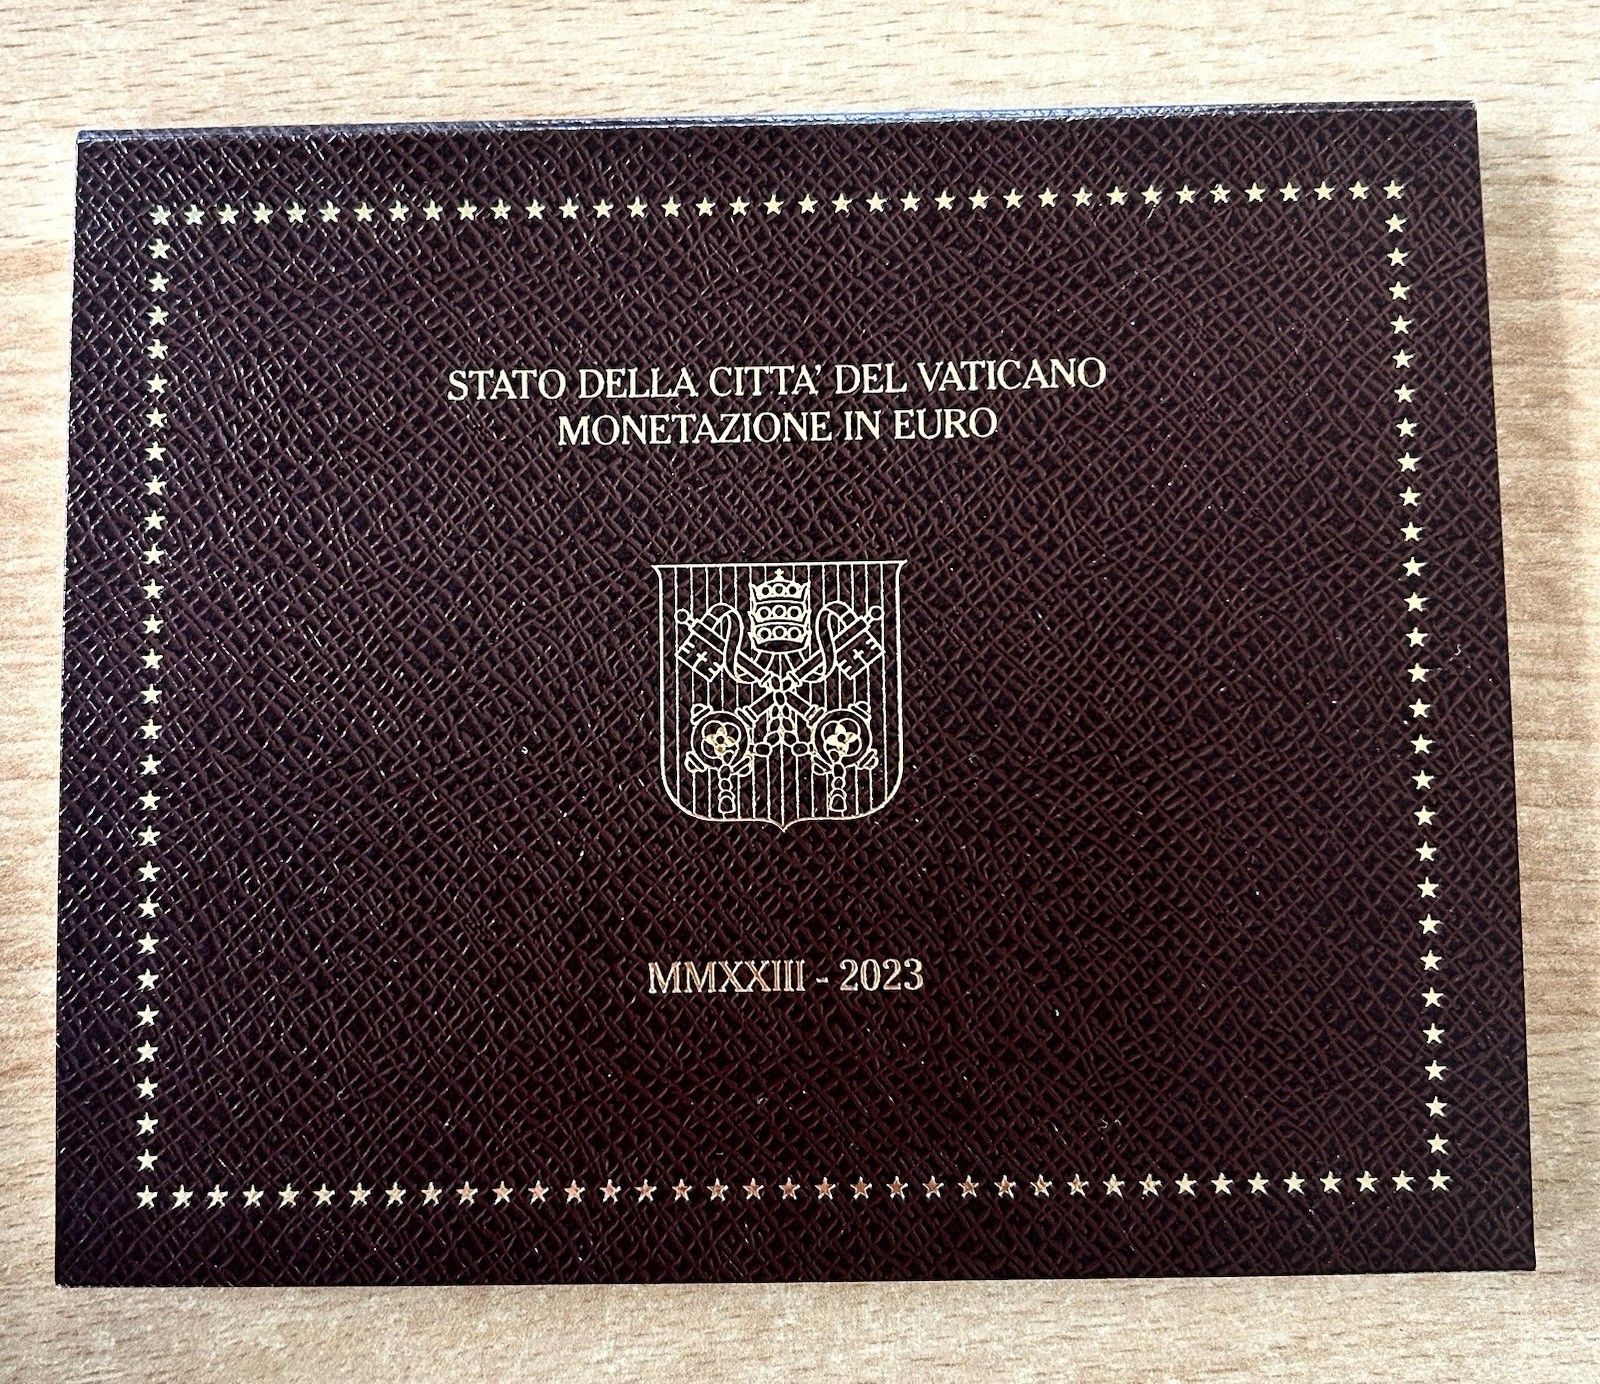 STATO DELLA CITTA' DEL VATICANO
MONETAZIONE IN EURO
MMXXIII - 2023